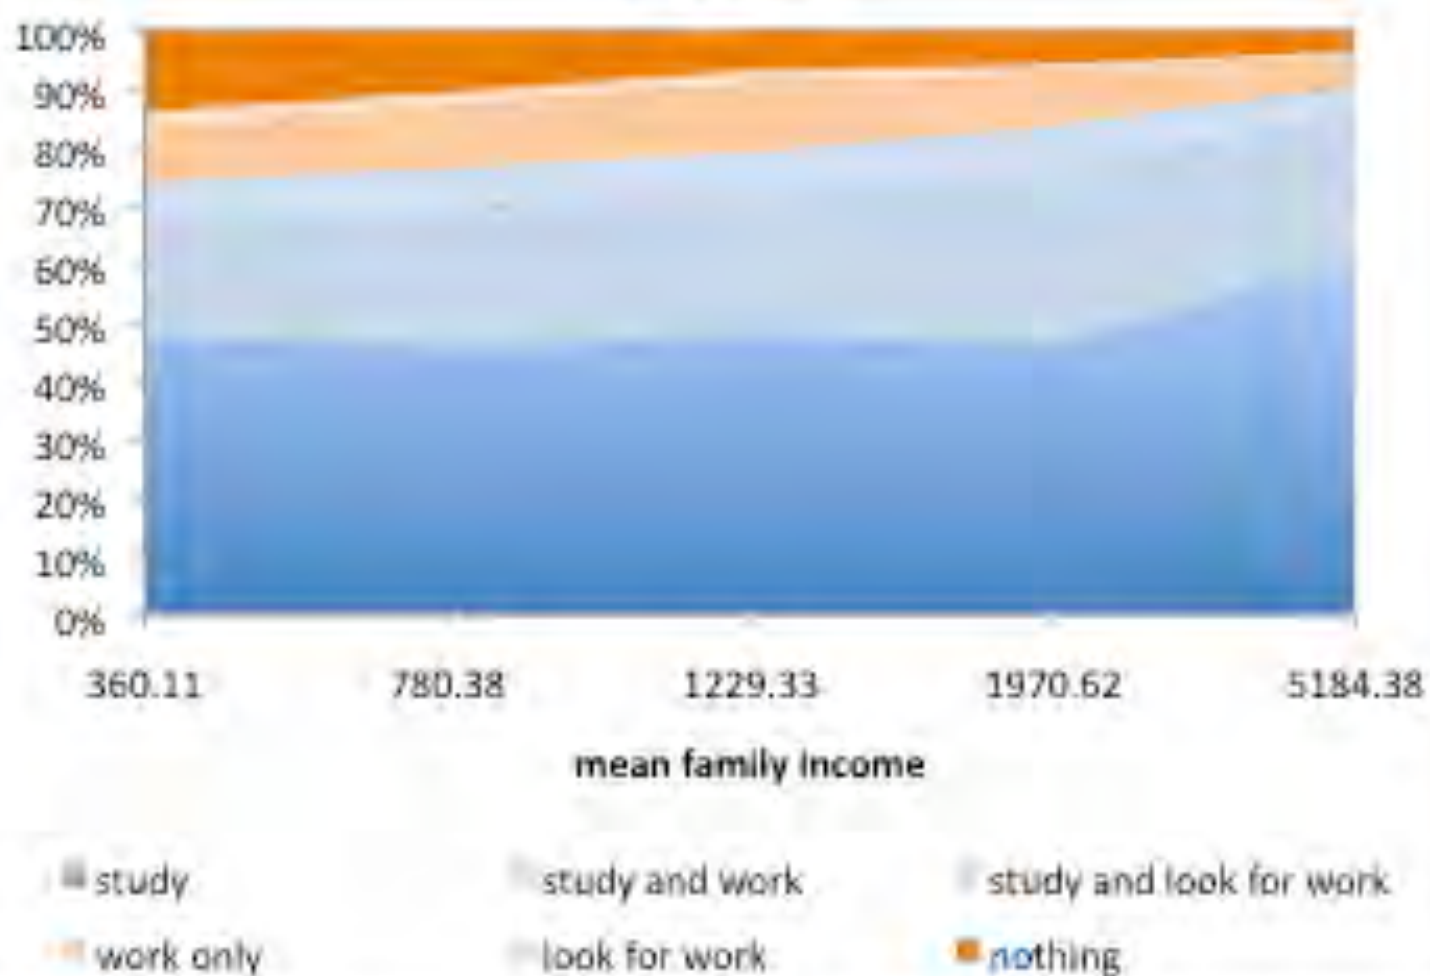 100%
90%
80%
70%
60%
50%
40%
30%
20%
10%
0%
360.11 780.38 1229.33 1970.62 5184.38
mean family income
study study and work study and look for work
work only look for work nothing